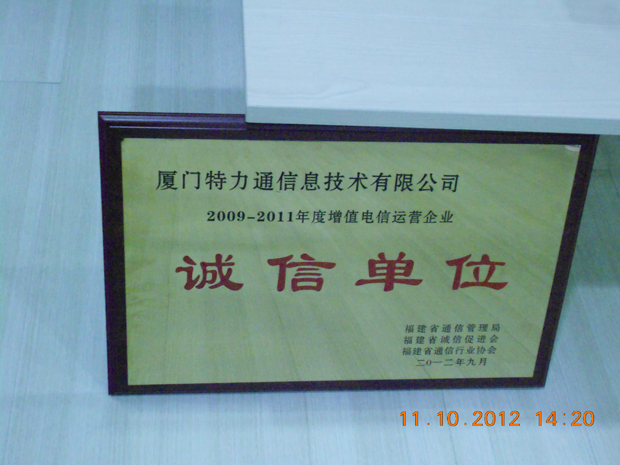 厦门特力通信息技术有限公司
2009-2011年度增值电信运营企业
诚信单位
福建省通信管理局
福建省诚信促进会
福建省通信行业协会
二〇一二年九月
11.10.2012 14:20